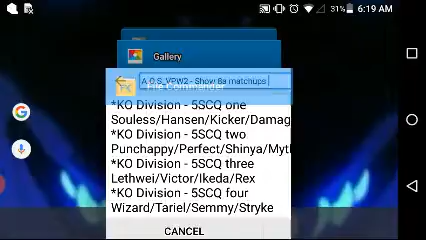 31% 6:19 AM
Gallery
A.C.S_VPW2 - Show 8a matchups
File Commander
*KO Division - 5SCQ one
Souless/Hansen/Kicker/Damag
*KO Division - 5SCQ two
Punchappy/Perfect/Shinya/Myt
*KO Division - 5SCQ three
Lethwei/Victor/Ikeda/Rex
*KO Division - 5SCQ four
Wizard/Tariel/Semmy/Stryke
CANCEL